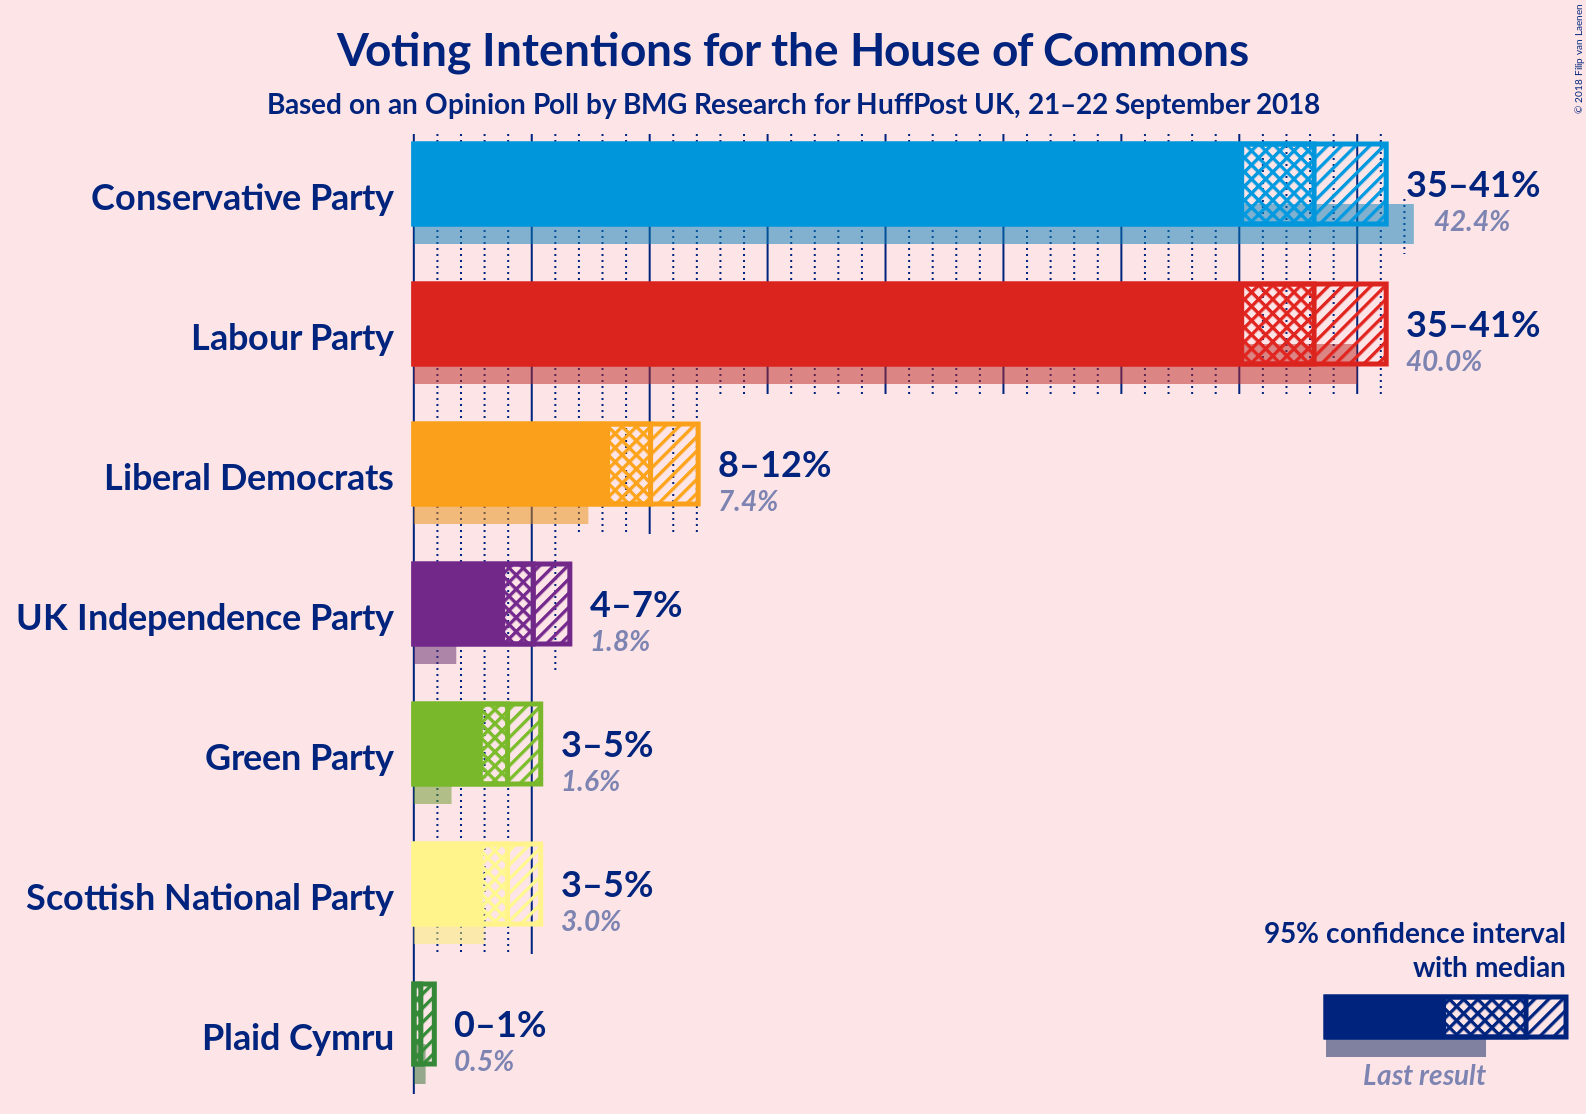 Voting Intentions for the House of Commons
Based on an Opinion Poll by BMG Research for HuffPost UK, 21–22 September 2018
© 2018 Filip van Laenen
Conservative Party
35–41%
42.4%
Labour Party
35–41%
40.0%
Liberal Democrats
8–12%
7.4%
UK Independence Party
4–7%
1.8%
Green Party
3–5%
1.6%
Scottish National Party
3–5%
3.0%
Plaid Cymru
0–1%
0.5%
95% confidence interval
with median
Last result